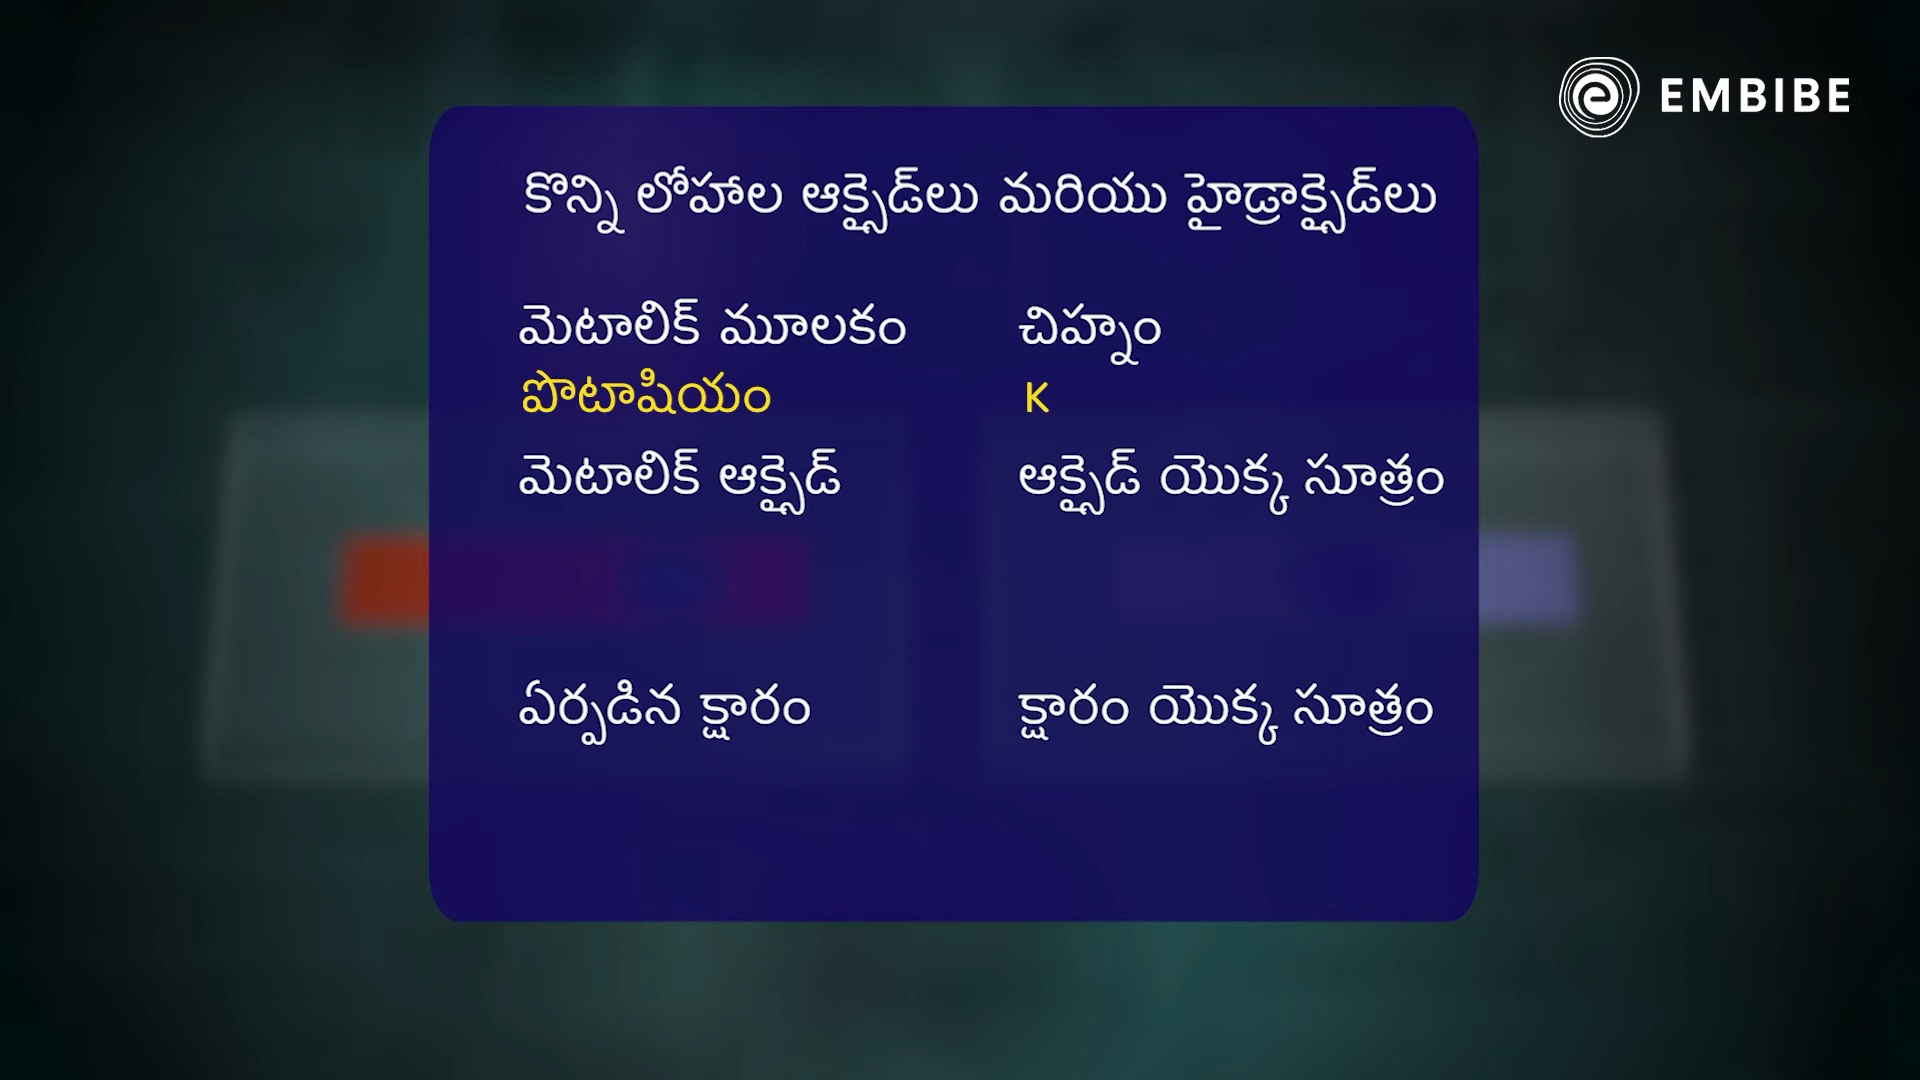 EMBIBE
కొన్ని లోహాల ఆక్సైడ్‌లు మరియు హైడ్రాక్సైడ్‌లు
మెటాలిక్ మూలకం చిహ్నం
పొటాషియం K
మెటాలిక్ ఆక్సైడ్ ఆక్సైడ్ యొక్క సూత్రం
ఏర్పడిన క్షారం క్షారం యొక్క సూత్రం